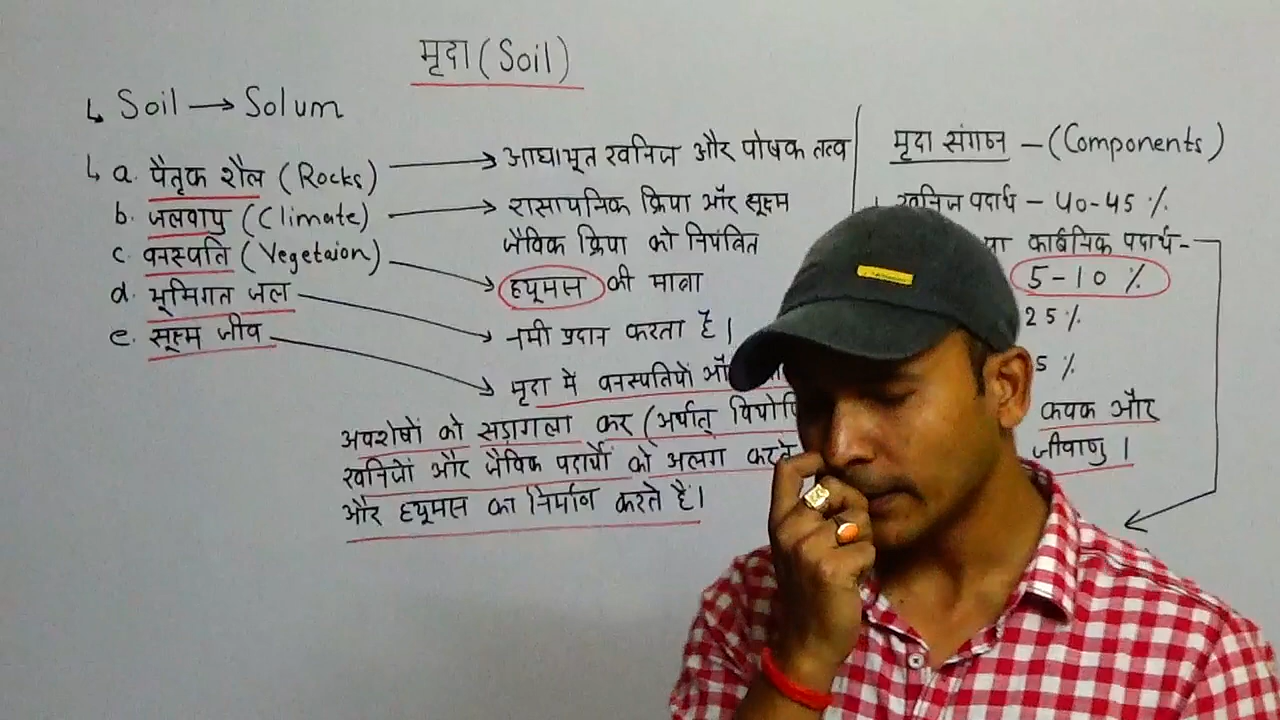 मृदा (Soil)
↳ Soil → Solum
↳ a. पैतृक शैल (Rocks) → आधाभूत खनिज और पोषक तत्व
b. जलवायु (Climate) → रासायनिक क्रिया और सूक्ष्म
जैविक क्रिया को नियंत्रित
c. वनस्पति (Vegetaion) → ह्यूमस की मात्रा
d. भूमिगत जल → नमी प्रदान करता है।
e. सूक्ष्म जीव → मृदा में वनस्पतियों
अवशेषों को सड़ागला कर (अर्थात्
खनिजों और जैविक पदार्थों को अलग करते
और ह्यूमस का निर्माण करते हैं।
मृदा संगठन – (Components)
खनिज पदार्थ – 40-45 %
कार्बनिक पदार्थ-
5-10 %
25 %
5 %
कवक और
जीवाणु।